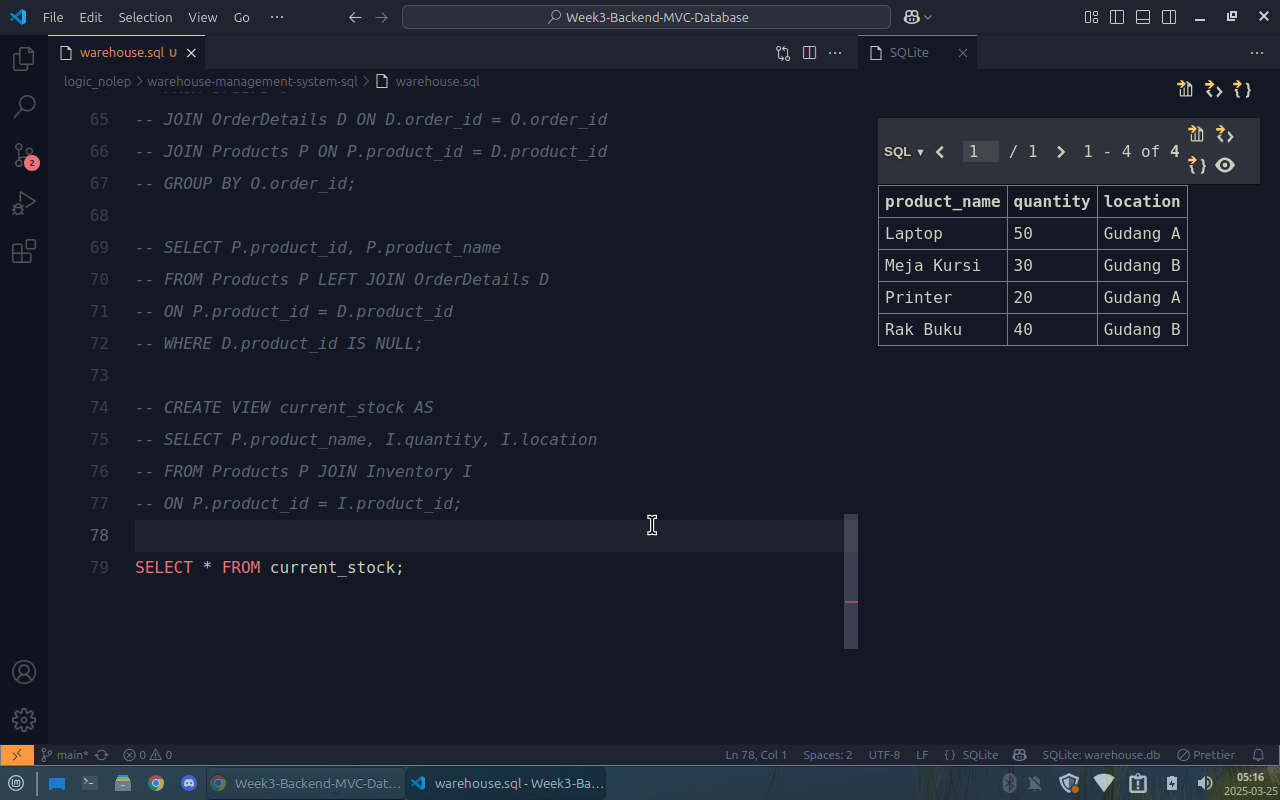 File Edit Selection View Go ···
Week3-Backend-MVC-Database
warehouse.sql U
SQLite
logic_nolep > warehouse-management-system-sql > warehouse.sql
65 -- JOIN OrderDetails D ON D.order_id = O.order_id
66 -- JOIN Products P ON P.product_id = D.product_id
67 -- GROUP BY O.order_id;
68
69 -- SELECT P.product_id, P.product_name
70 -- FROM Products P LEFT JOIN OrderDetails D
71 -- ON P.product_id = D.product_id
72 -- WHERE D.product_id IS NULL;
73
74 -- CREATE VIEW current_stock AS
75 -- SELECT P.product_name, I.quantity, I.location
76 -- FROM Products P JOIN Inventory I
77 -- ON P.product_id = I.product_id;
78
79 SELECT * FROM current_stock;
SQL ▾ 1 / 1 1 - 4 of 4
product_name quantity location
Laptop 50 Gudang A
Meja Kursi 30 Gudang B
Printer 20 Gudang A
Rak Buku 40 Gudang B
2
main* 0 0 Ln 78, Col 1 Spaces: 2 UTF-8 LF {} SQLite SQLite: warehouse.db Prettier
Week3-Backend-MVC-Dat... warehouse.sql - Week3-Ba... 05:16
2025-03-25